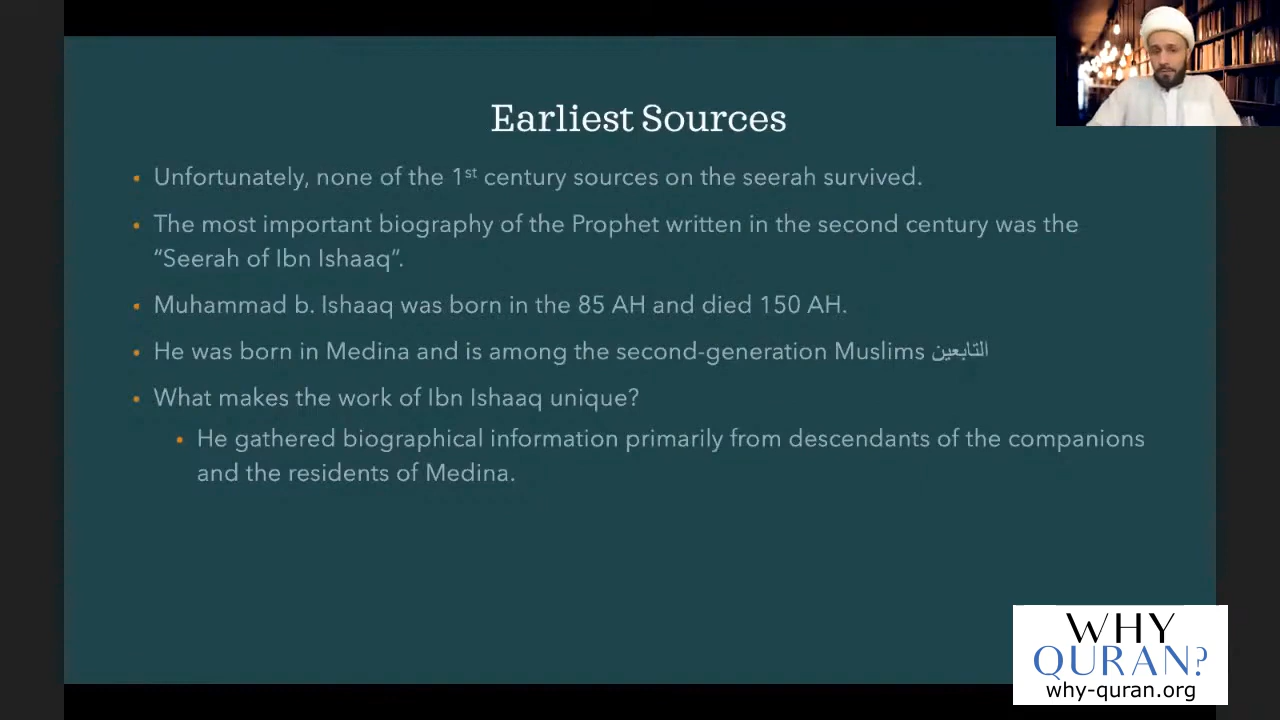 Earliest Sources
• Unfortunately, none of the 1st century sources on the seerah survived.
• The most important biography of the Prophet written in the second century was the
“Seerah of Ibn Ishaaq”.
• Muhammad b. Ishaaq was born in the 85 AH and died 150 AH.
• He was born in Medina and is among the second-generation Muslims التابعين
• What makes the work of Ibn Ishaaq unique?
• He gathered biographical information primarily from descendants of the companions
and the residents of Medina.
WHY
QURAN?
why-quran.org